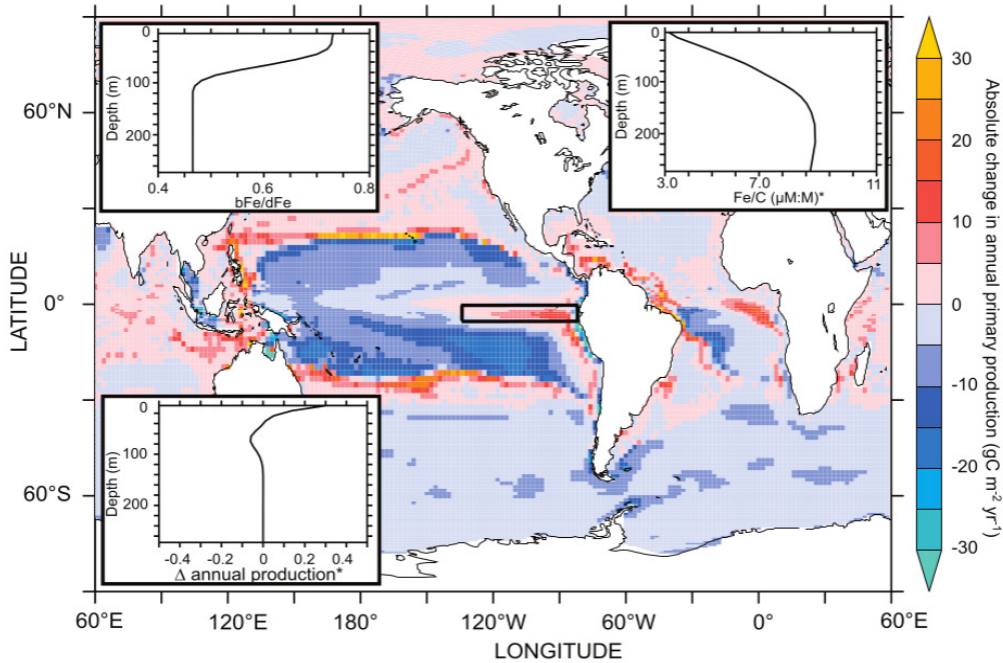 0
100
200
Depth (m)
0.4
0.6
0.8
bFe/dFe
0
100
200
Depth (m)
3.0
7.0
11
Fe/C (µM:M)*
0
100
200
Depth (m)
-0.4
-0.2
0
0.2
0.4
Δ annual production*
60°N
0°
60°S
LATITUDE
60°E
120°E
180°
120°W
60°W
0°
60°E
LONGITUDE
30
20
10
0
-10
-20
-30
Absolute change in annual primary production (gC m⁻² yr⁻¹)